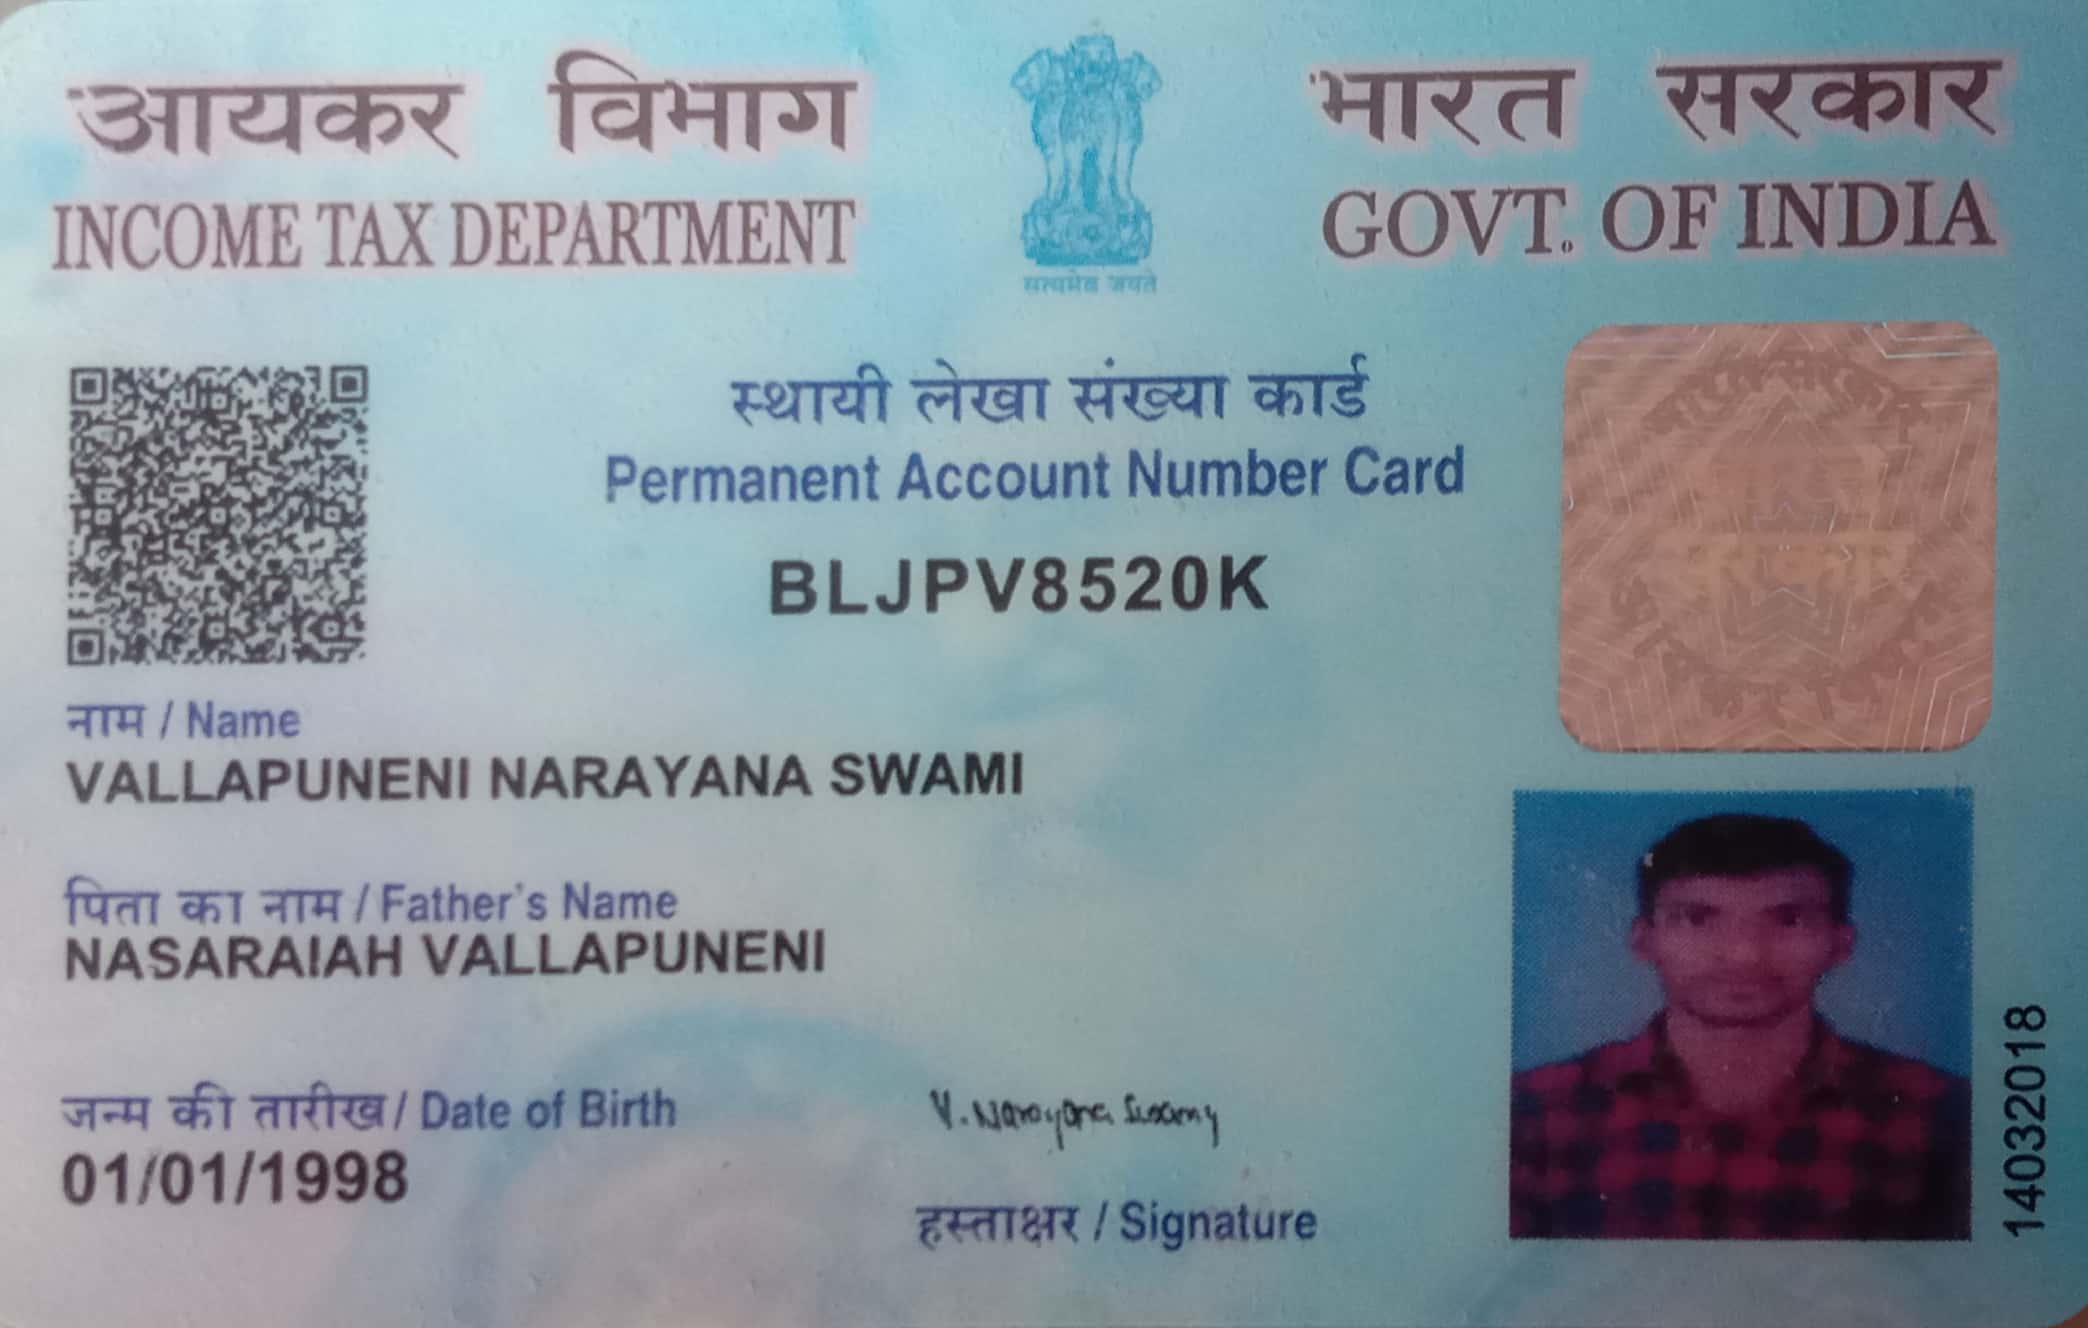 आयकर विभाग
INCOME TAX DEPARTMENT
सत्यमेव जयते
भारत सरकार
GOVT. OF INDIA
स्थायी लेखा संख्या कार्ड
Permanent Account Number Card
BLJPV8520K
नाम / Name
VALLAPUNENI NARAYANA SWAMI
पिता का नाम / Father's Name
NASARAIAH VALLAPUNENI
जन्म की तारीख / Date of Birth
01/01/1998
V. Narayana Swamy
हस्ताक्षर / Signature
14032018